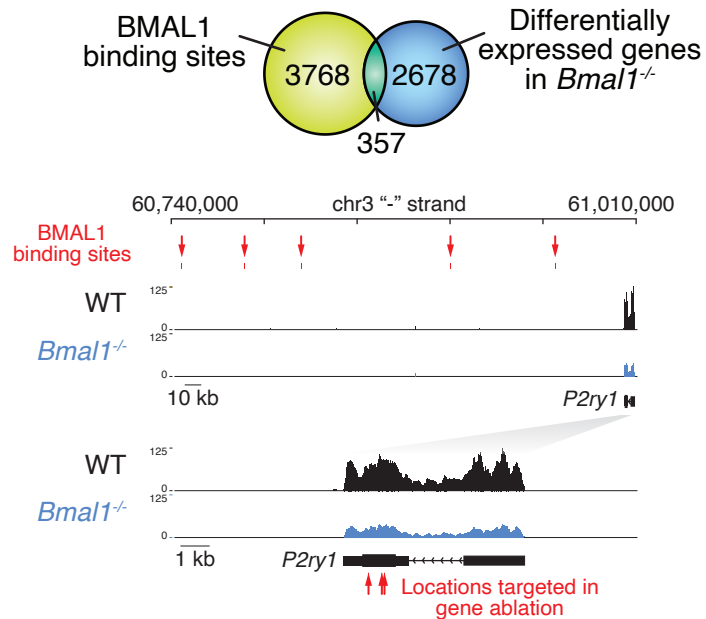 BMAL1
binding sites
Differentially
expressed genes
in Bmal1-/-
3768
2678
357
60,740,000
chr3 “-” strand
61,010,000
BMAL1
binding sites
WT
125
0
Bmal1-/-
125
0
10 kb
P2ry1
WT
125
0
Bmal1-/-
125
0
1 kb
P2ry1
Locations targeted in
gene ablation